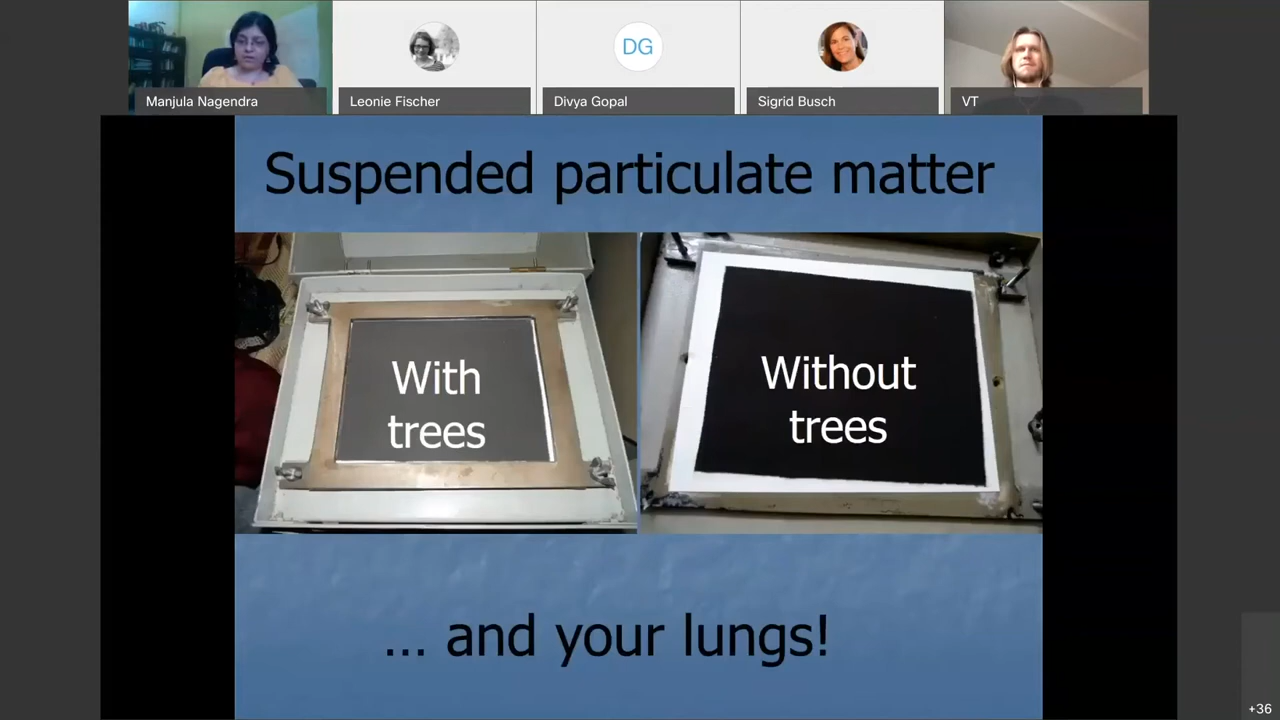 Manjula Nagendra
Leonie Fischer
DG
Divya Gopal
Sigrid Busch
VT
Suspended particulate matter
With
trees
Without
trees
... and your lungs!
+36